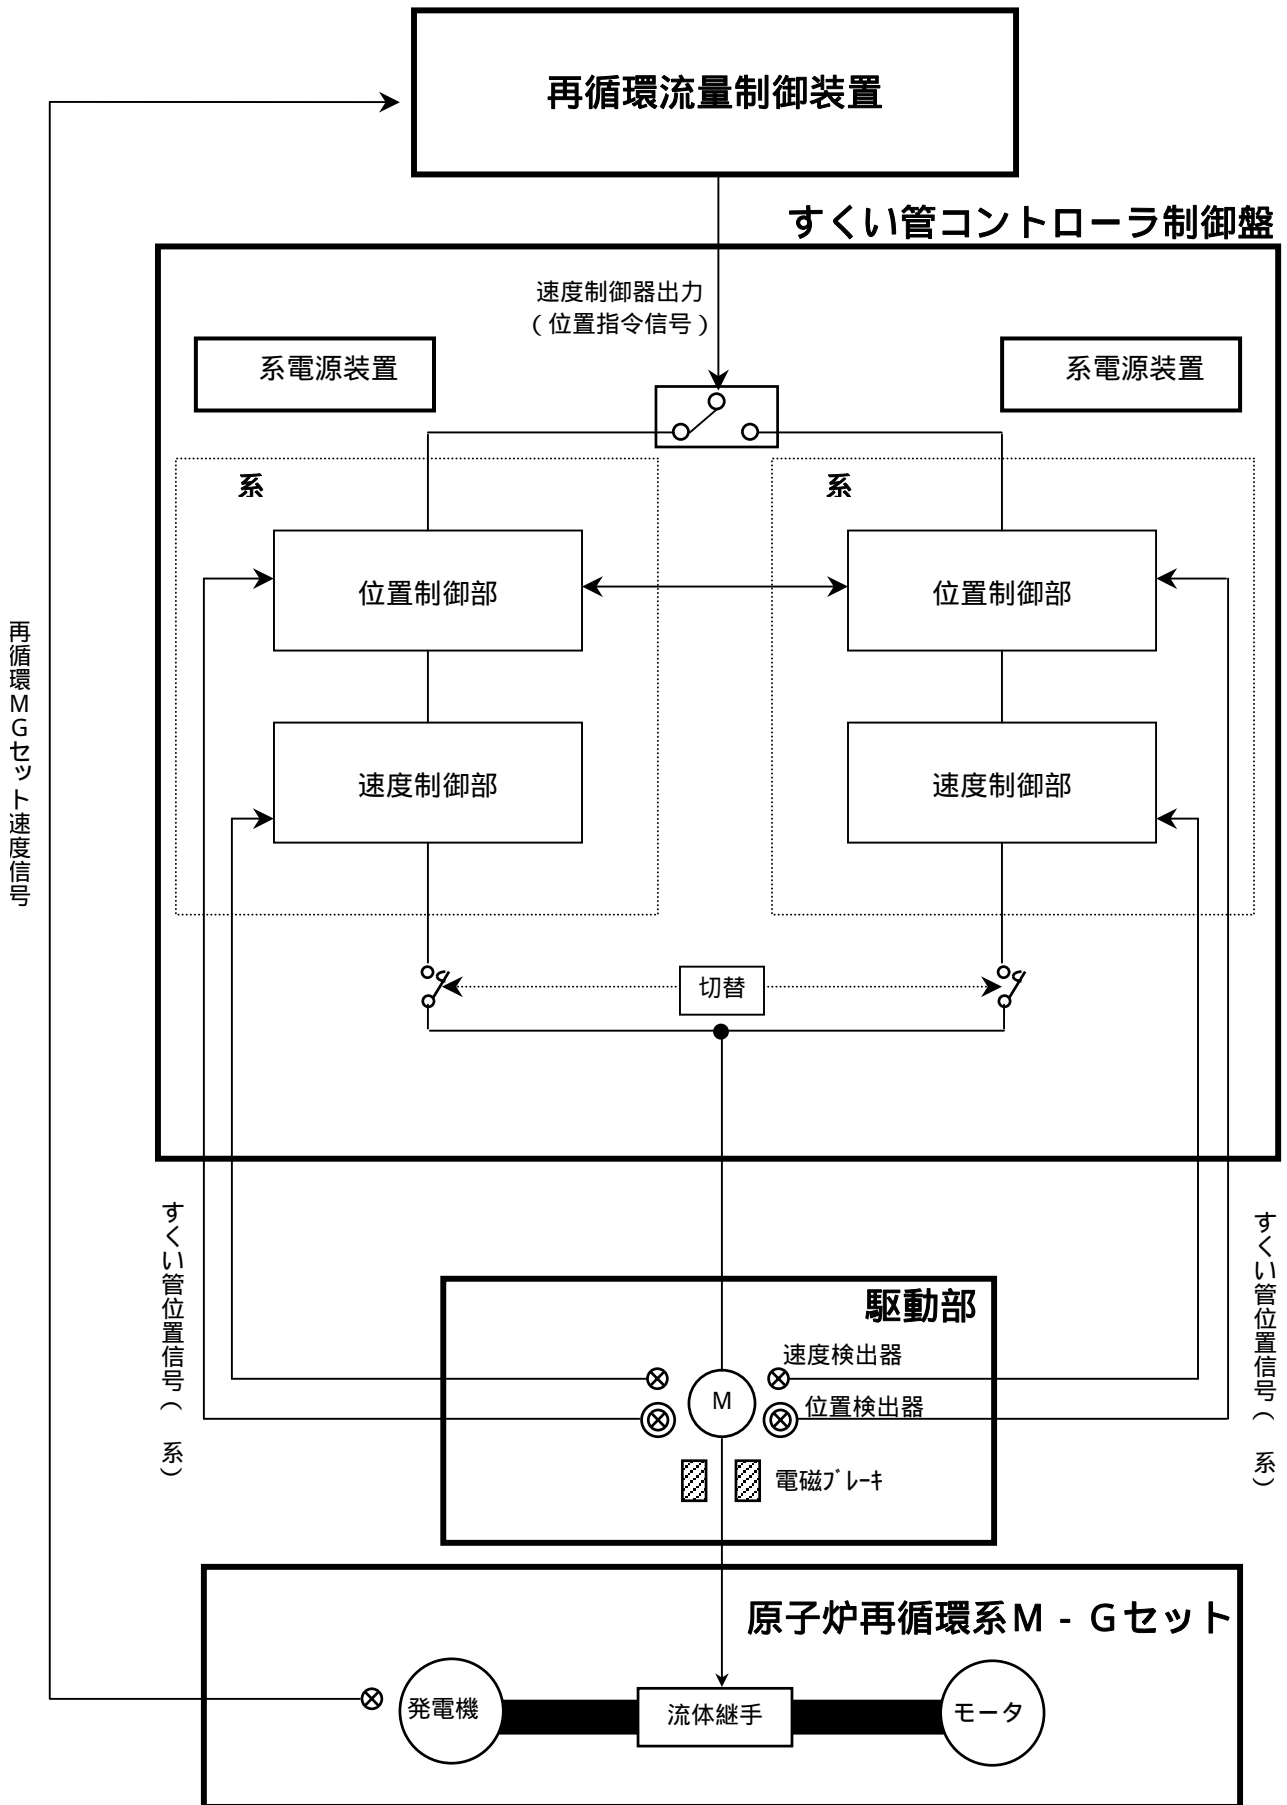 再循環流量制御装置
すくい管コントローラ制御盤
速度制御器出力
（位置指令信号）
系電源装置
系電源装置
系
系
位置制御部
位置制御部
再循環ＭＧセット速度信号
速度制御部
速度制御部
切替
すくい管位置信号（　系）
すくい管位置信号（　系）
駆動部
速度検出器
M
位置検出器
電磁ﾌﾞﾚｰｷ
原子炉再循環系Ｍ－Ｇセット
発電機
流体継手
モータ